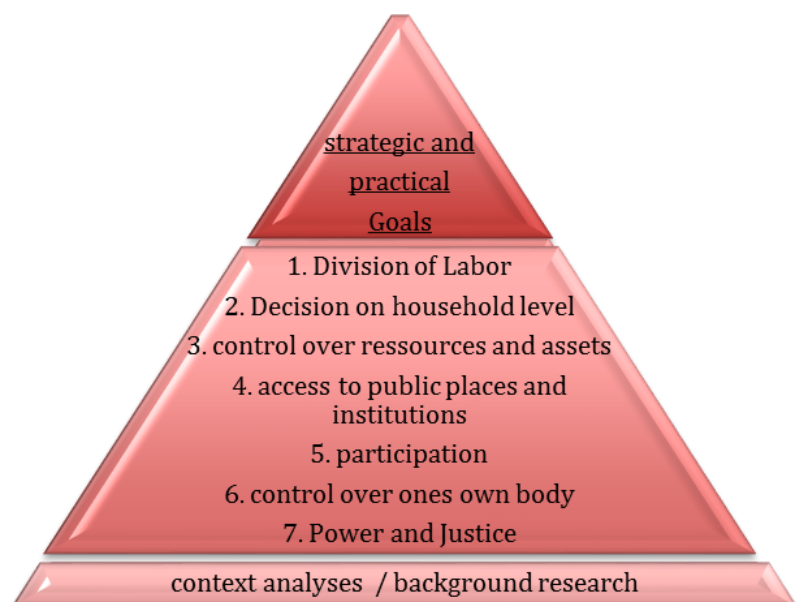 strategic and
practical
Goals
1. Division of Labor
2. Decision on household level
3. control over ressources and assets
4. access to public places and
institutions
5. participation
6. control over ones own body
7. Power and Justice
context analyses / background research